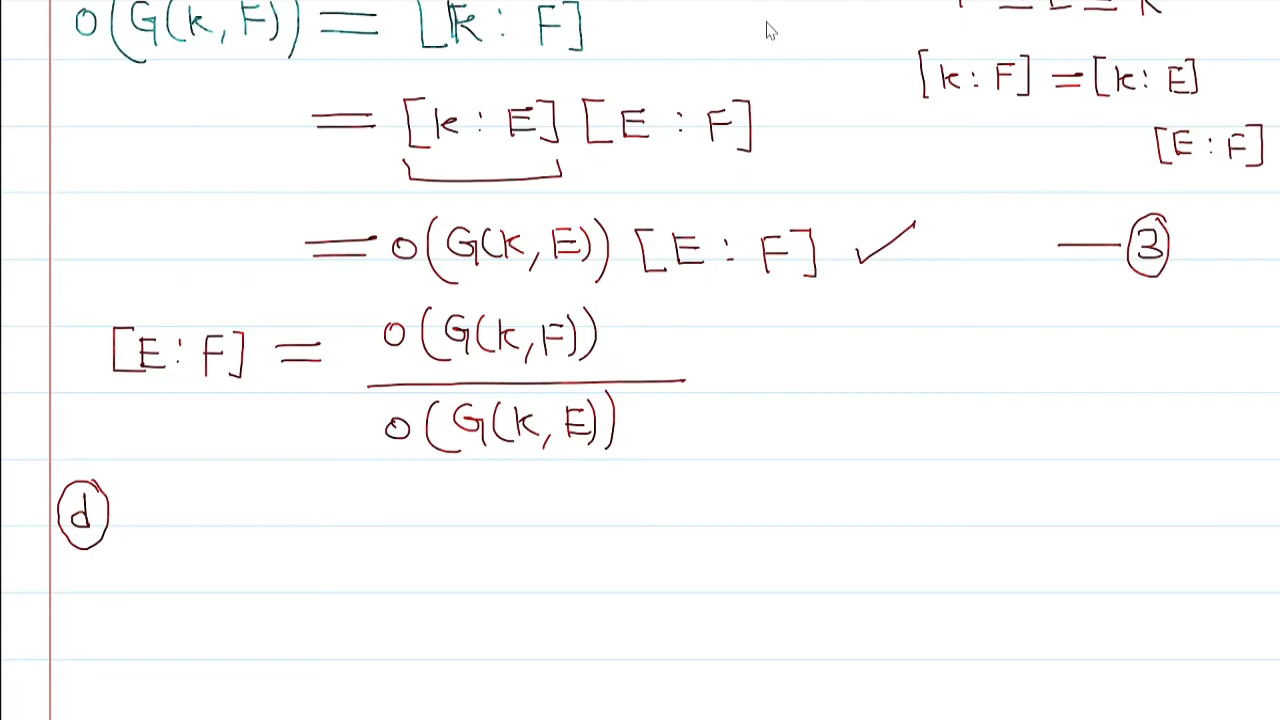 o(G(K, F)) = [K : F]
= [K : E] [E : F]
= o(G(K, E)) [E : F] ✓ — ③
[E : F] = o(G(K, F)) / o(G(K, E))
ⓓ
[K : F] = [K : E]
[E : F]